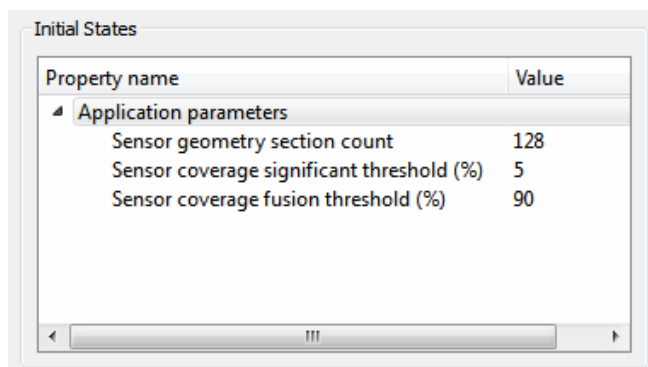 Initial States
Property name Value
Application parameters
Sensor geometry section count 128
Sensor coverage significant threshold (%) 5
Sensor coverage fusion threshold (%) 90